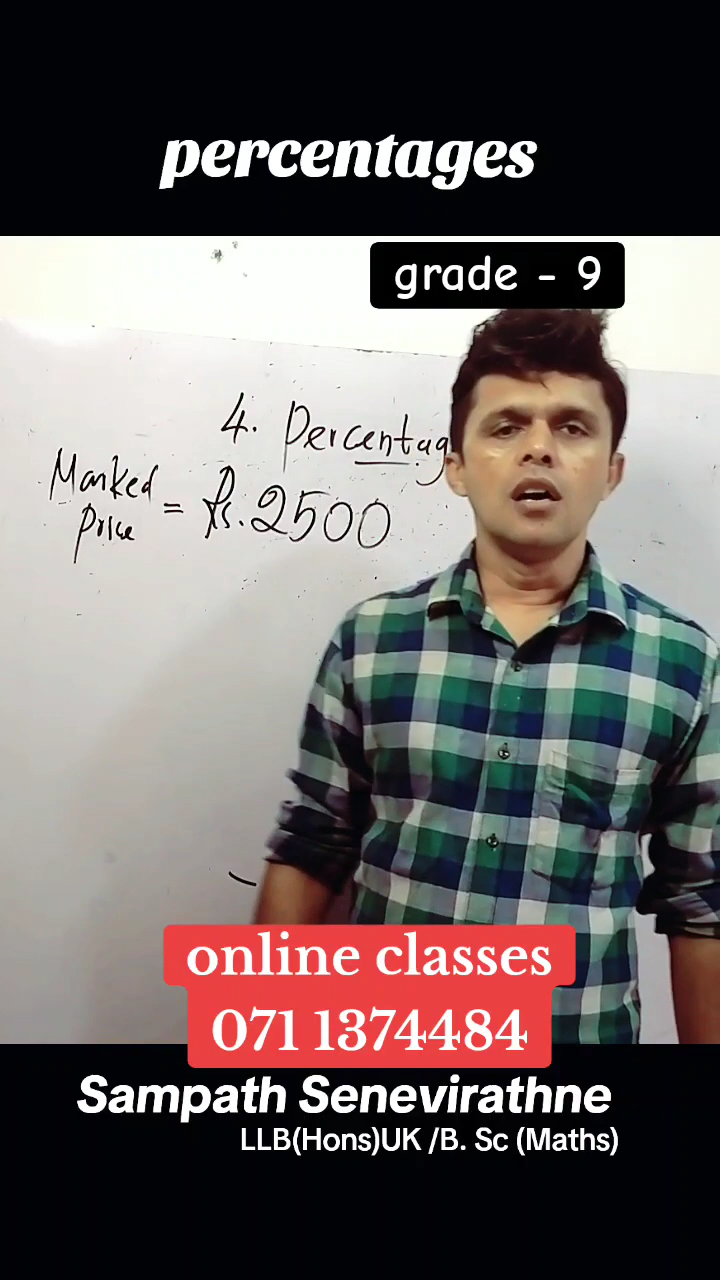 percentages
grade - 9
4. Percentag
Marked
Price = Rs. 2500
online classes
071 1374484
Sampath Senevirathne
LLB(Hons)UK /B. Sc (Maths)